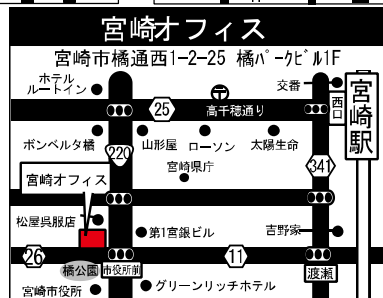 宮崎オフィス
宮崎市橘通西1-2-25 橘パークビル1F
ホテル
ルートイン
交番
25
高千穂通り
西口
宮崎駅
ボンベルタ橘
220
山形屋
ローソン
太陽生命
宮崎県庁
341
宮崎オフィス
松屋呉服店
第1宮銀ビル
吉野家
26
11
橘公園
市役所前
渡瀬
宮崎市役所
グリーンリッチホテル